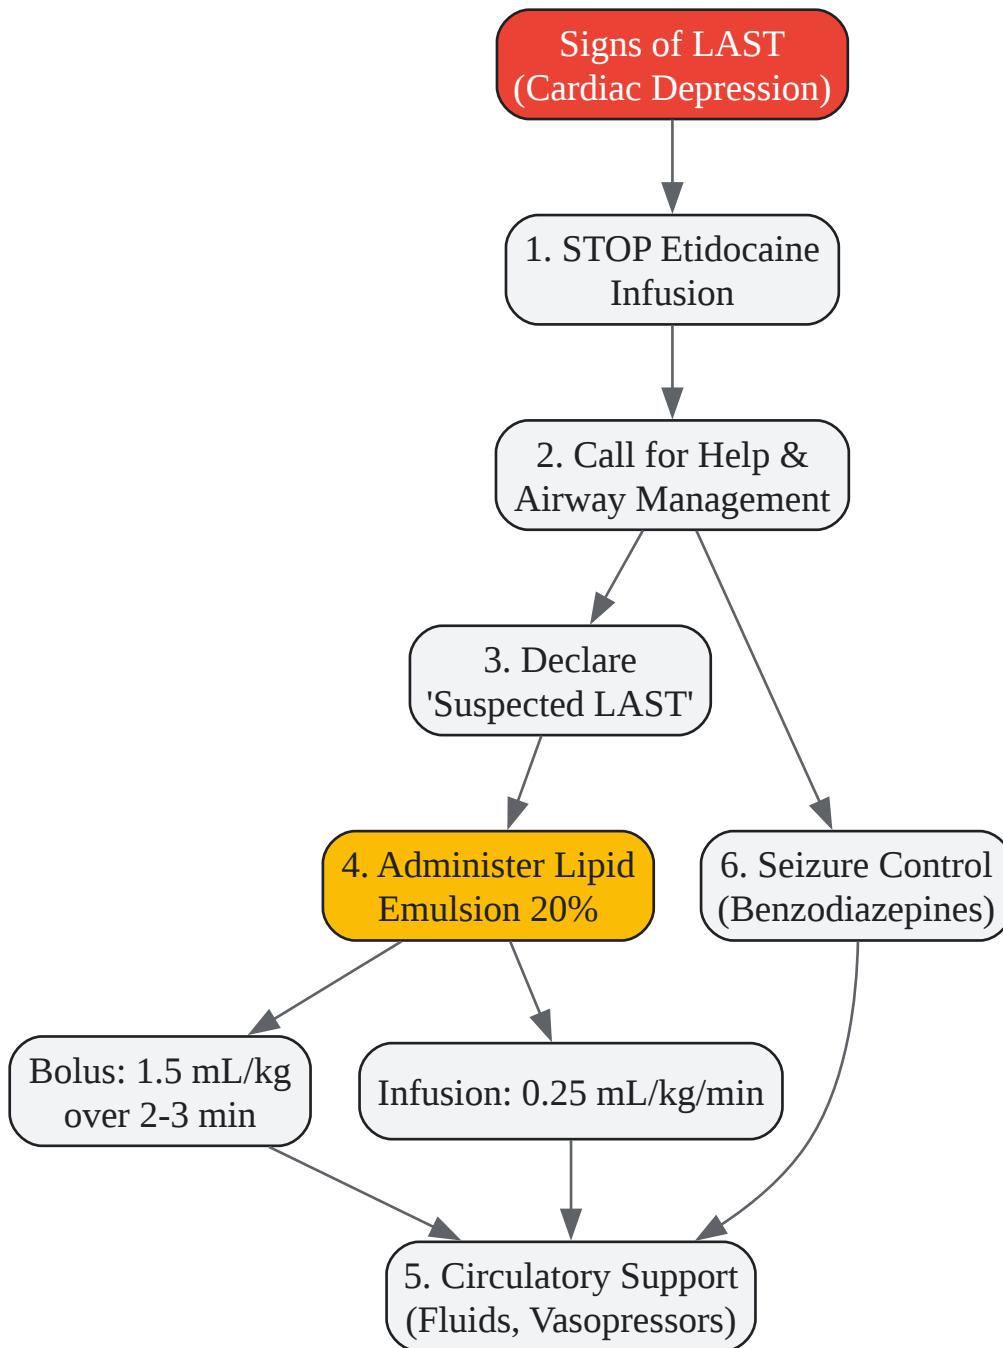 Signs of LAST
(Cardiac Depression)
1. STOP Etidocaine
Infusion
2. Call for Help &
Airway Management
3. Declare
'Suspected LAST'
4. Administer Lipid
Emulsion 20%
6. Seizure Control
(Benzodiazepines)
Bolus: 1.5 mL/kg
over 2-3 min
Infusion: 0.25 mL/kg/min
5. Circulatory Support
(Fluids, Vasopressors)